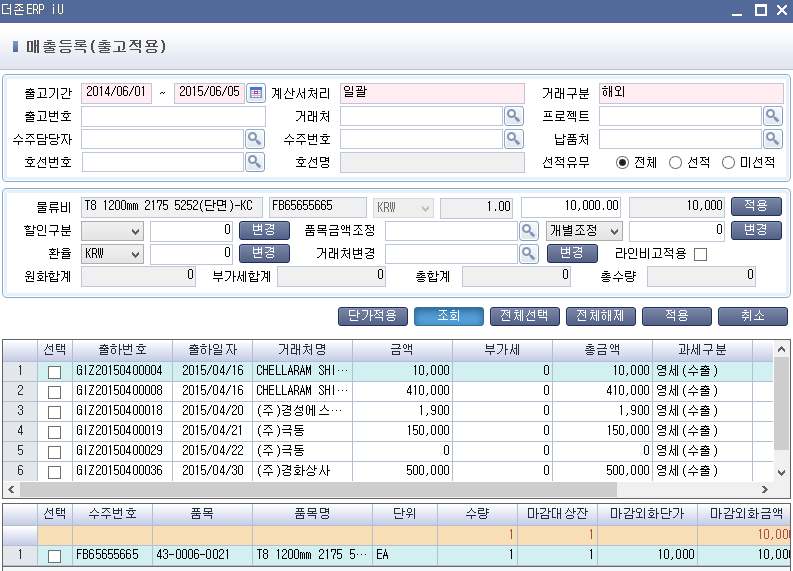 더존ERP iU
매출등록(출고적용)
출고기간 2014/06/01 ~ 2015/06/05 계산서처리 일괄 거래구분 해외
출고번호 거래처 프로젝트
수주담당자 수주번호 납품처
호선번호 호선명 선적유무 전체 선적 미선적
물류비 T8 1200mm 2175 5252(단면)-KC FB65655665 KRW 1.00 10,000.00 10,000 적용
할인구분 0 변경 품목금액조정 개별조정 0 변경
환율 KRW 0 변경 거래처변경 변경 라인비고적용
원화합계 0 부가세합계 0 총합계 0 총수량 0
단가적용 조회 전체선택 전체해제 적용 취소
선택 출하번호 출하일자 거래처명 금액 부가세 총금액 과세구분
1 GIZ20150400004 2015/04/16 CHELLARAM SHI… 10,000 0 10,000 영세(수출)
2 GIZ20150400008 2015/04/16 CHELLARAM SHI… 410,000 0 410,000 영세(수출)
3 GIZ20150400018 2015/04/20 (주)경성에스… 1,900 0 1,900 영세(수출)
4 GIZ20150400019 2015/04/21 (주)극동 150,000 0 150,000 영세(수출)
5 GIZ20150400029 2015/04/22 (주)극동 0 0 0 영세(수출)
6 GIZ20150400036 2015/04/30 (주)경화상사 500,000 0 500,000 영세(수출)
선택 수주번호 품목 품목명 단위 수량 마감대상잔 마감외화단가 마감외화금액
1 1 10,00
1 FB65655665 43-0006-0021 T8 1200mm 2175 5… EA 1 1 10,000 10,00